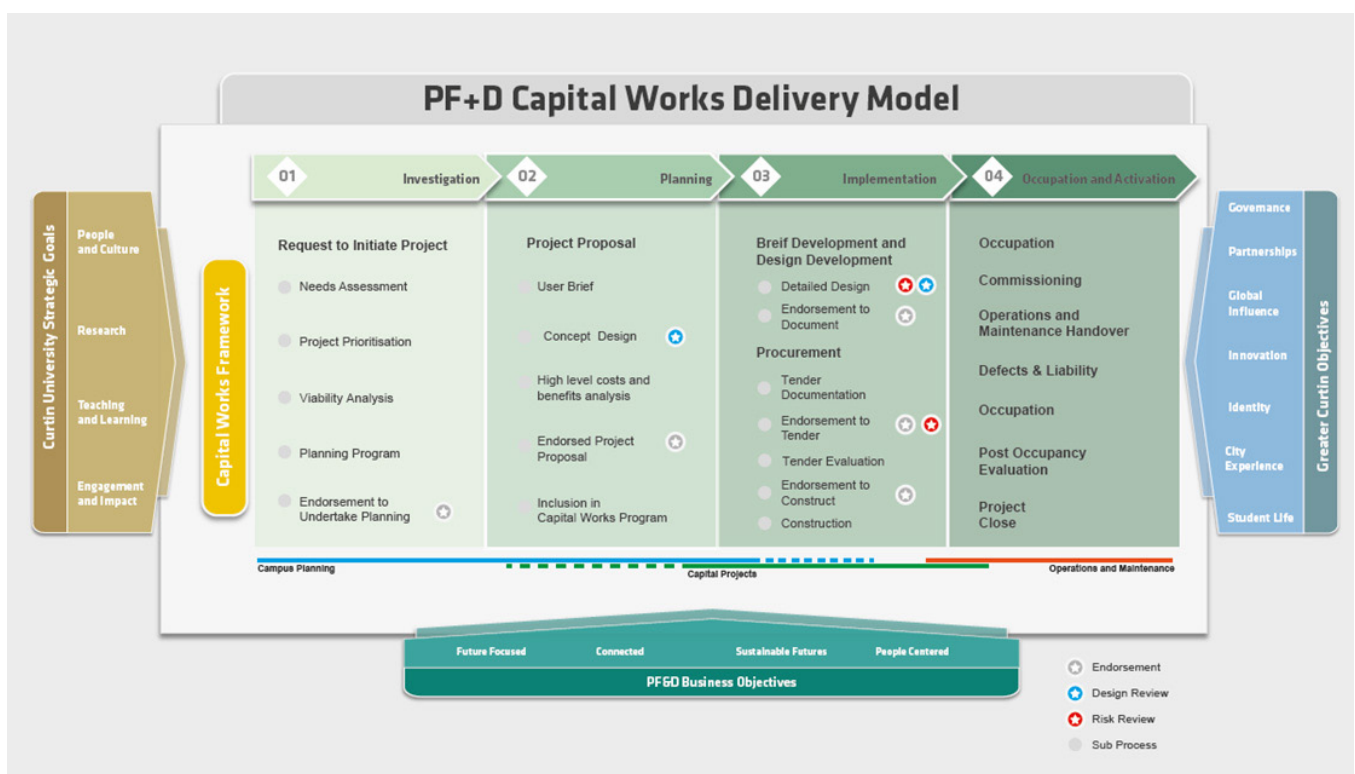 PF+D Capital Works Delivery Model
Curtin University Strategic Goals
People
and Culture
Research
Teaching
and Learning
Engagement
and Impact
Capital Works Framework
01
Investigation
Request to Initiate Project
Needs Assessment
Project Prioritisation
Viability Analysis
Planning Program
Endorsement to
Undertake Planning
02
Planning
Project Proposal
User Brief
Concept Design
High level costs and
benefits analysis
Endorsed Project
Proposal
Inclusion in
Capital Works Program
03
Implementation
Breif Development and
Design Development
Detailed Design
Endorsement to
Document
Procurement
Tender
Documentation
Endorsement to
Tender
Tender Evaluation
Endorsement to
Construct
Construction
04
Occupation and Activation
Occupation
Commissioning
Operations and
Maintenance Handover
Defects & Liability
Occupation
Post Occupancy
Evaluation
Project
Close
Campus Planning
Capital Projects
Operations and Maintenance
Governance
Partnerships
Global
Influence
Innovation
Identity
City
Experience
Student Life
Greater Curtin Objectives
Future Focused
Connected
Sustainable Futures
People Centered
PF&D Business Objectives
Endorsement
Design Review
Risk Review
Sub Process